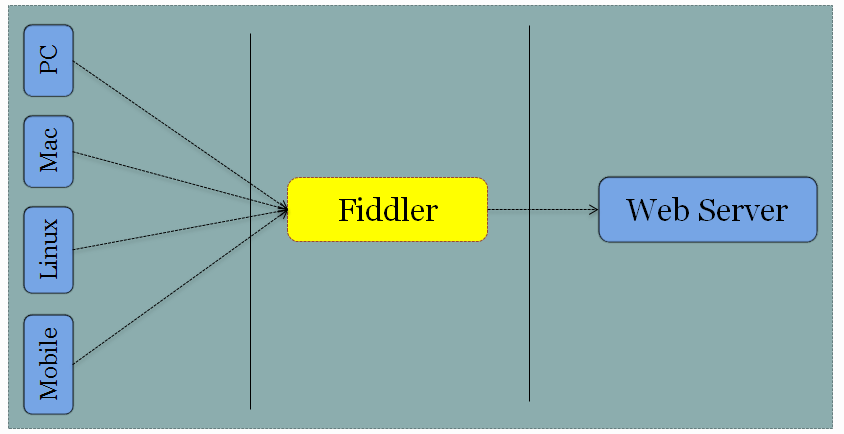 PC
Mac
Linux
Mobile
Fiddler
Web Server